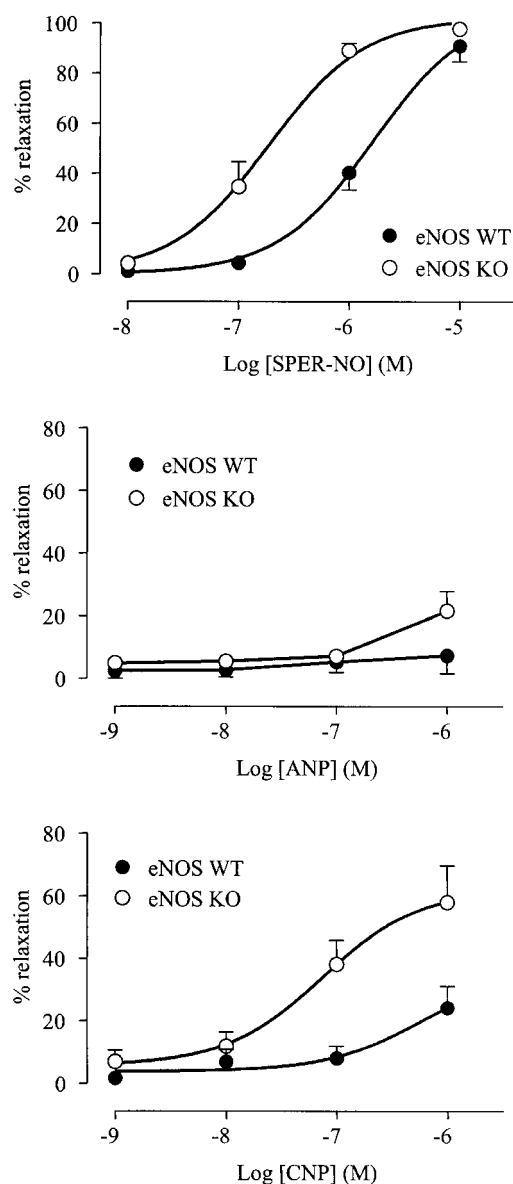 100
80
60
40
20
0
% relaxation
eNOS WT
eNOS KO
-8 -7 -6 -5
Log [SPER-NO] (M)
80
60
40
20
0
% relaxation
eNOS WT
eNOS KO
-9 -8 -7 -6
Log [ANP] (M)
80
60
40
20
0
% relaxation
eNOS WT
eNOS KO
-9 -8 -7 -6
Log [CNP] (M)